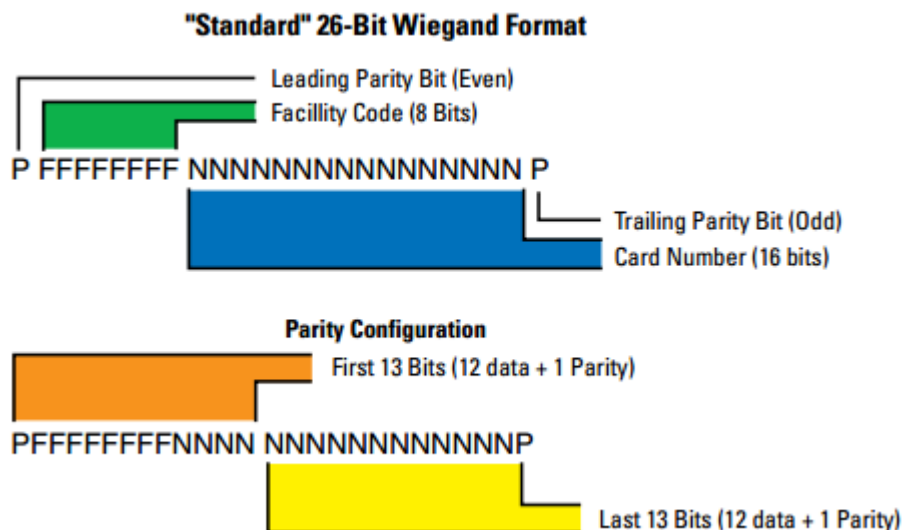 "Standard" 26-Bit Wiegand Format
Leading Parity Bit (Even)
Facillity Code (8 Bits)
P FFFFFFFF NNNNNNNNNNNNNNNN P
Trailing Parity Bit (Odd)
Card Number (16 bits)
Parity Configuration
First 13 Bits (12 data + 1 Parity)
PFFFFFFFFNNNN NNNNNNNNNNNNP
Last 13 Bits (12 data + 1 Parity)